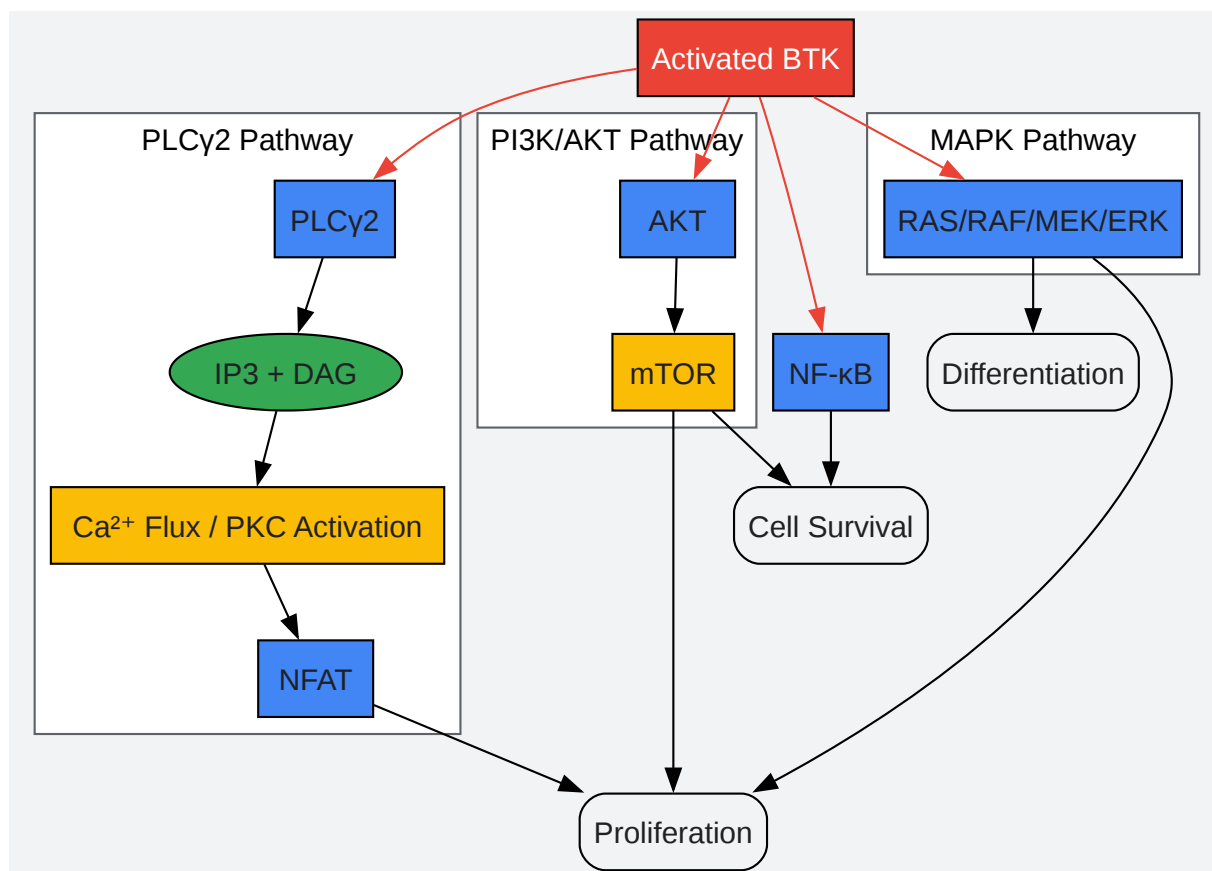 Activated BTK
PLCγ2 Pathway
PI3K/AKT Pathway
MAPK Pathway
PLCγ2
AKT
RAS/RAF/MEK/ERK
IP3 + DAG
mTOR
NF-κB
Differentiation
Ca²⁺ Flux / PKC Activation
Cell Survival
NFAT
Proliferation